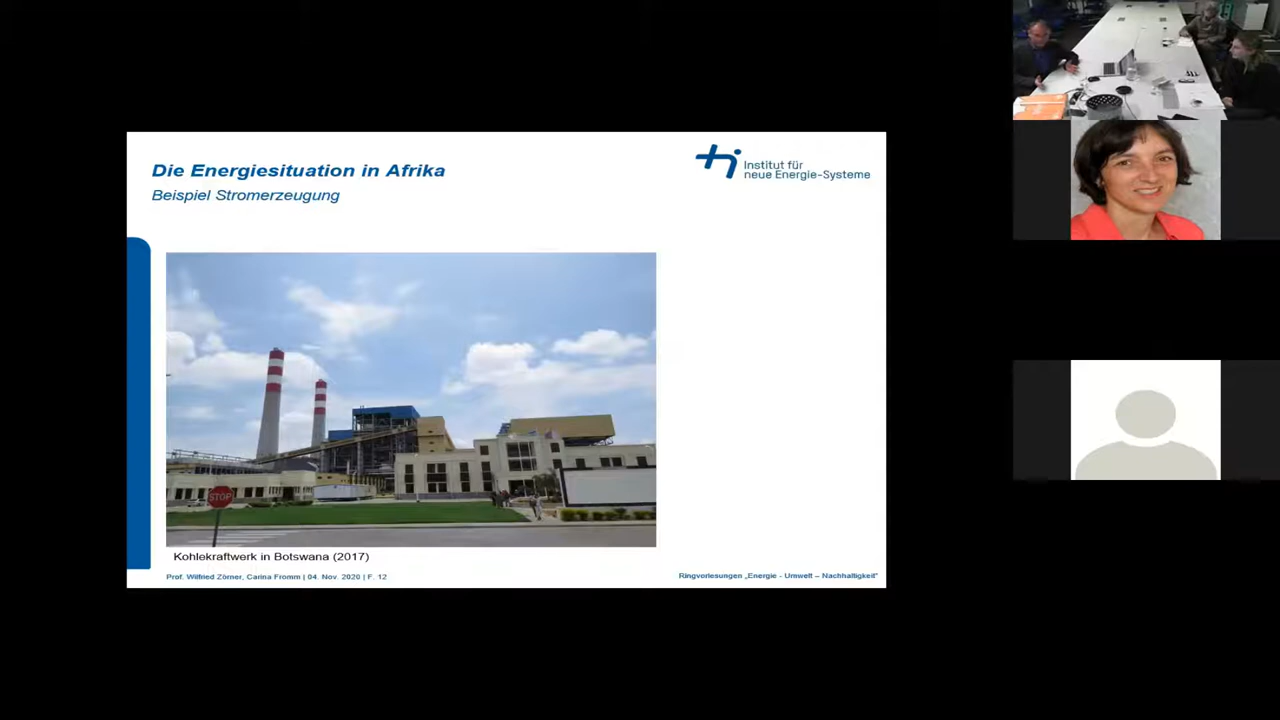 Die Energiesituation in Afrika
Beispiel Stromerzeugung
Institut für
neue Energie-Systeme
STOP
Kohlekraftwerk in Botswana (2017)
Prof. Wilfried Zörner, Carina Fromm | 04. Nov. 2020 | F. 12
Ringvorlesungen „Energie - Umwelt – Nachhaltigkeit"